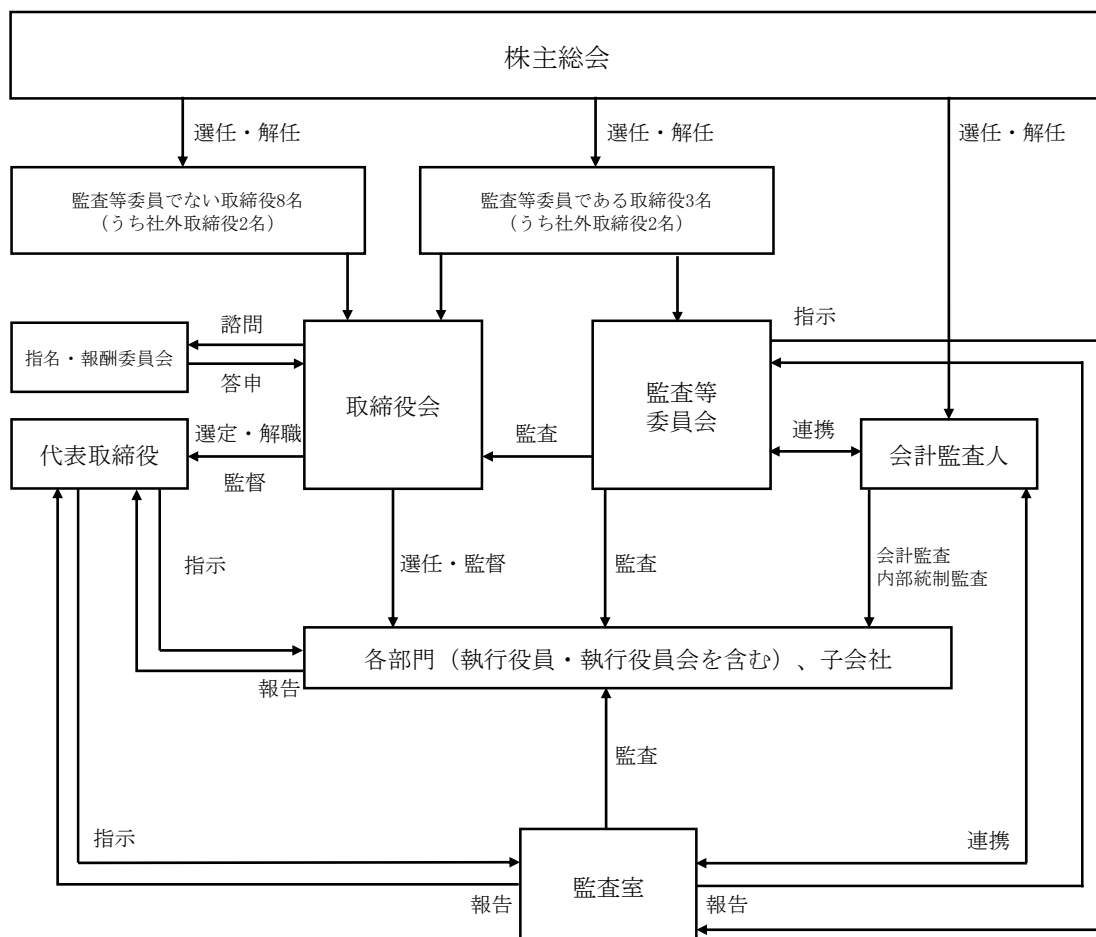 株主総会
選任・解任
選任・解任
選任・解任
監査等委員でない取締役8名
（うち社外取締役2名）
監査等委員である取締役3名
（うち社外取締役2名）
諮問
指名・報酬委員会
答申
取締役会
監査等
委員会
指示
選定・解職
代表取締役
監督
監査
連携
会計監査人
指示
選任・監督
監査
会計監査
内部統制監査
各部門（執行役員・執行役員会を含む）、子会社
報告
監査
指示
連携
監査室
報告
報告